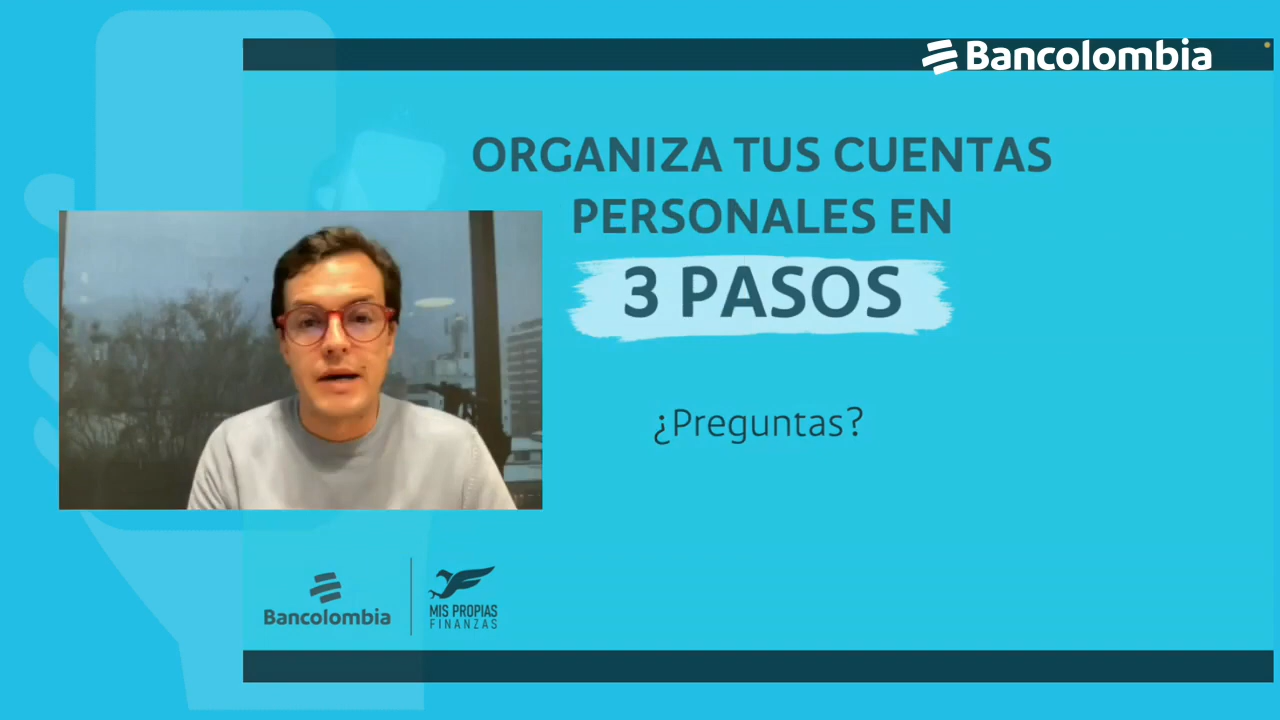 Bancolombia
ORGANIZA TUS CUENTAS
PERSONALES EN
3 PASOS
¿Preguntas?
Bancolombia
MIS PROPIAS
FINANZAS